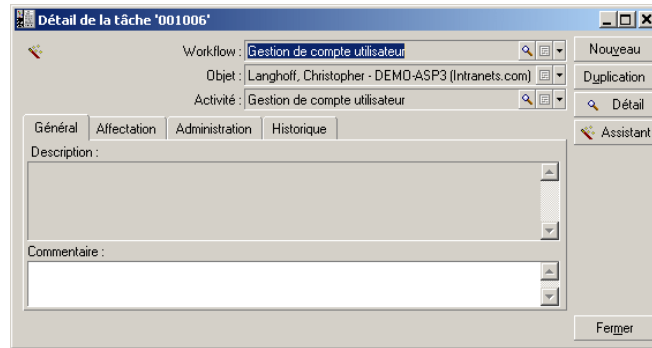 Détail de la tâche '001006'
Workflow : Gestion de compte utilisateur
Objet : Langhoff, Christopher - DEMO-ASP3 (Intranets.com)
Activité : Gestion de compte utilisateur
Nouveau
Duplication
Détail
Assistant
Général Affectation Administration Historique
Description :
Commentaire :
Fermer